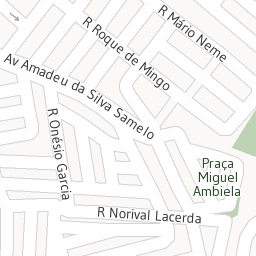 R Mário Neme
R Roque de Mingo
Av Amadeu da Silva Samelo
R Onésio Garcia
Praça
Miguel
Ambiela
R Norival Lacerda